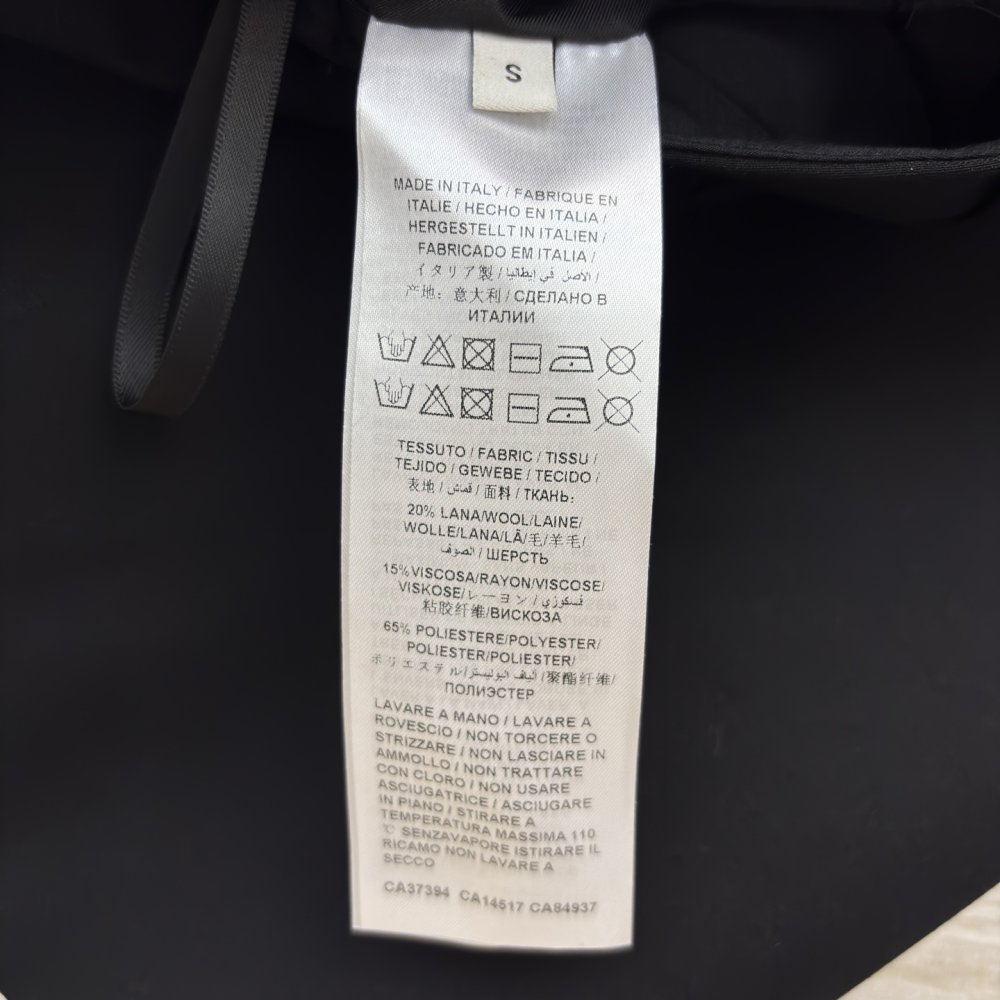 S
MADE IN ITALY / FABRIQUE EN
ITALIE / HECHO EN ITALIA /
HERGESTELLT IN ITALIEN /
FABRICADO EM ITALIA /
イタリア製 / الاصل في إيطاليا /
产地：意大利 / СДЕЛАНО В
ИТАЛИИ
TESSUTO / FABRIC / TISSU /
TEJIDO / GEWEBE / TECIDO /
表地 / قماش / 面料 / ТКАНЬ:
20% LANA/WOOL/LAINE/
WOLLE/LANA/LÃ/毛/羊毛/
الصوف / ШЕРСТЬ
15% VISCOSA/RAYON/VISCOSE/
VISKOSE/レーヨン / فسكوزي/
粘胶纤维/ВИСКОЗА
65% POLIESTERE/POLYESTER/
POLIESTER/POLIESTER/
ポリエステル/ألياف البوليستر/聚酯纤维/
ПОЛИЭСТЕР
LAVARE A MANO / LAVARE A
ROVESCIO / NON TORCERE O
STRIZZARE / NON LASCIARE IN
AMMOLLO / NON TRATTARE
CON CLORO / NON USARE
ASCIUGATRICE / ASCIUGARE
IN PIANO / STIRARE A
TEMPERATURA MASSIMA 110
°C SENZAVAPORE ISTIRARE IL
RICAMO NON LAVARE A
SECCO
CA37394 CA14517 CA84937